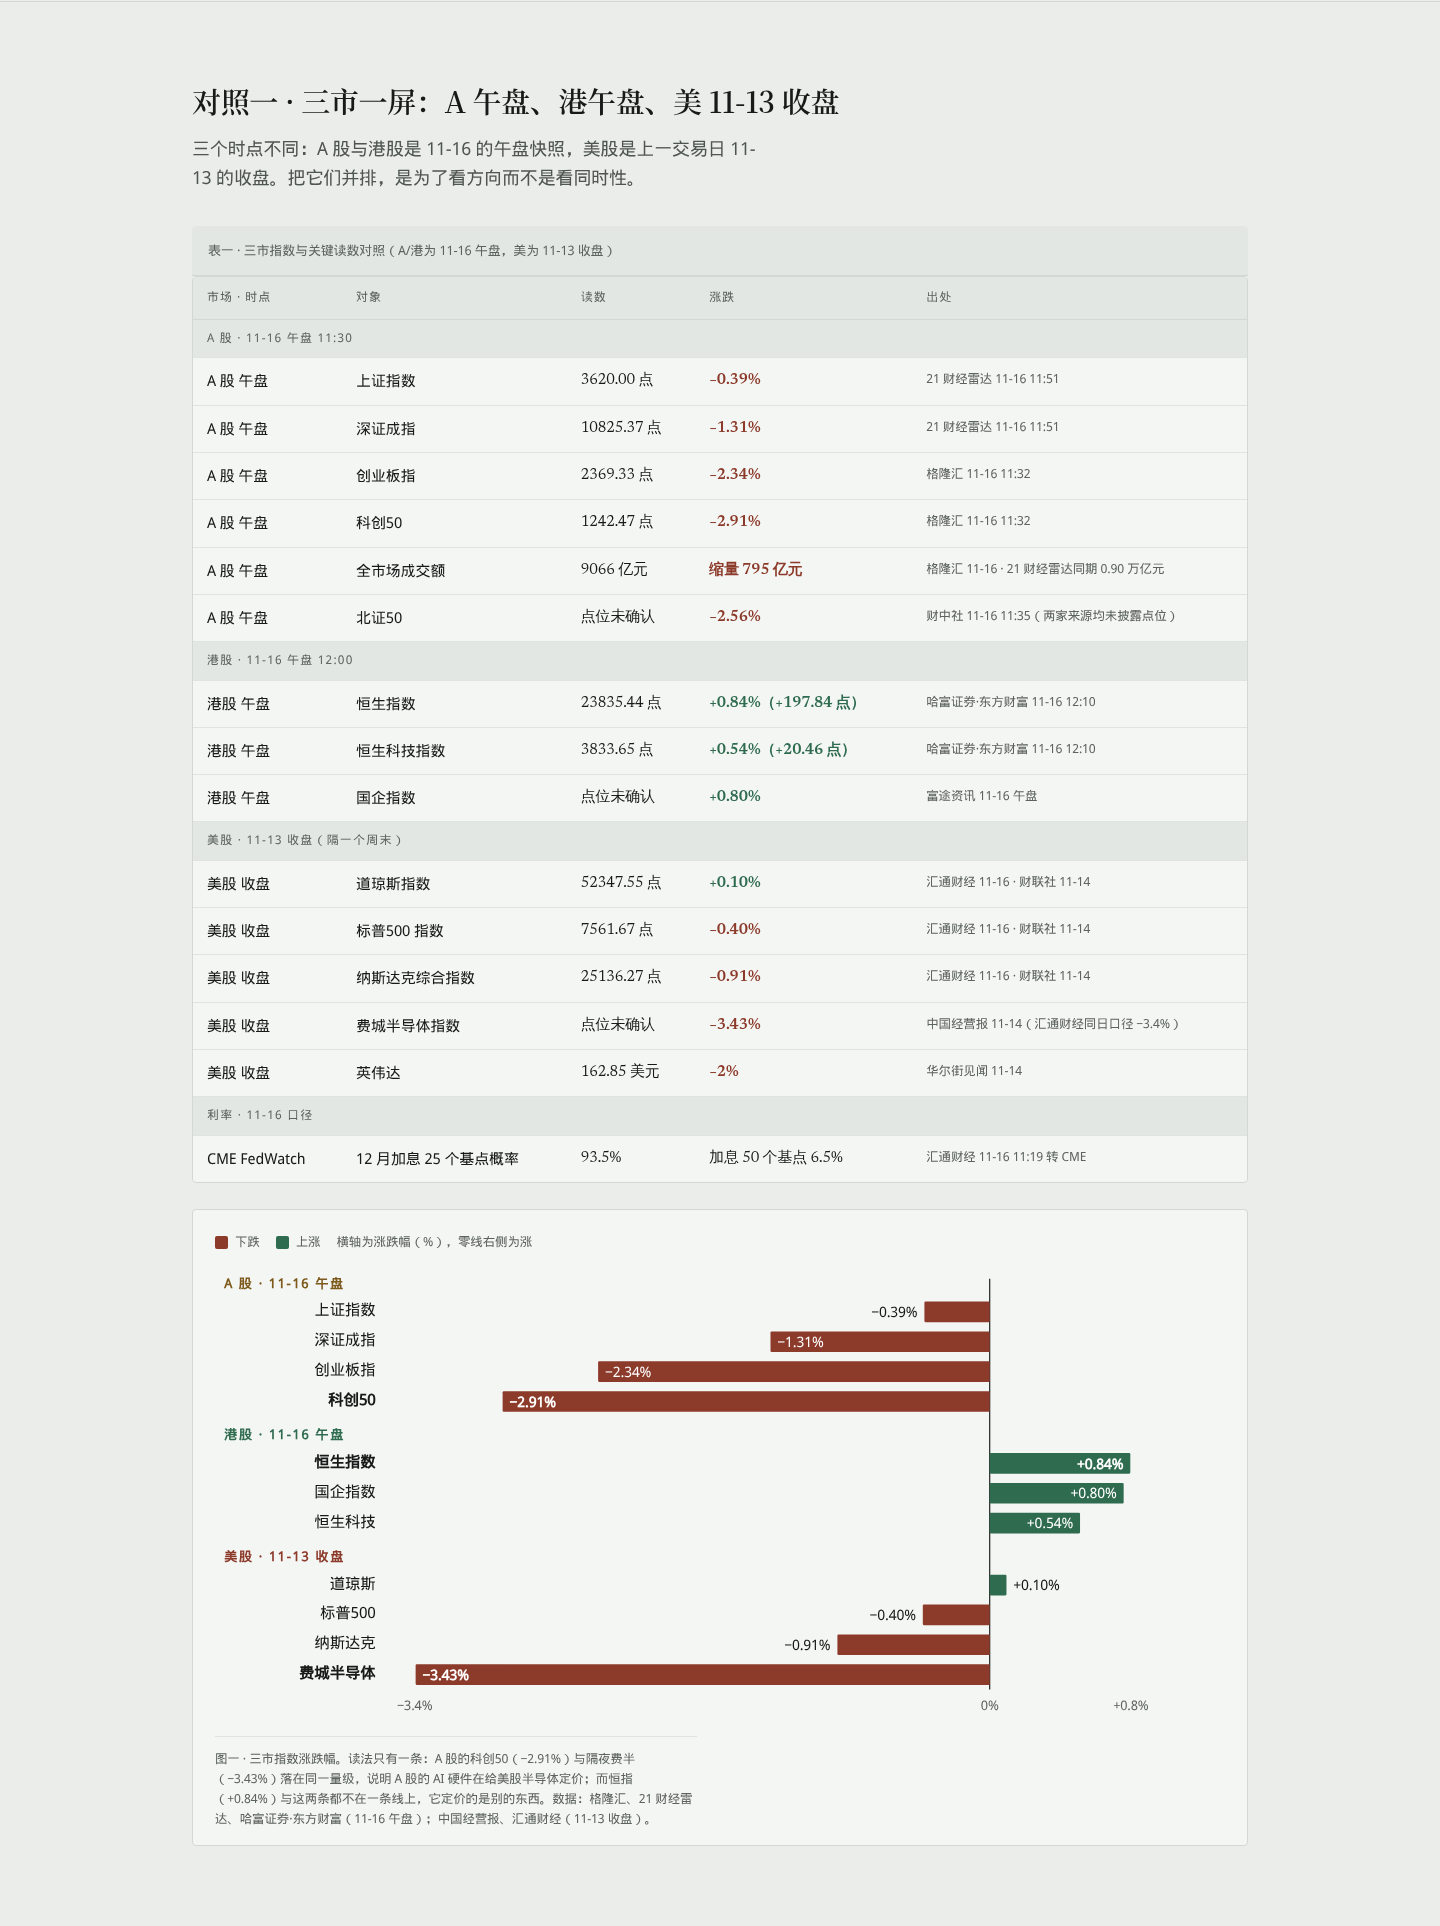 对照一 · 三市一屏：A 午盘、港午盘、美 11-13 收盘
三个时点不同：A 股与港股是 11-16 的午盘快照，美股是上一交易日 11-
13 的收盘。把它们并排，是为了看方向而不是看同时性。
表一 · 三市指数与关键读数对照（A/港为 11-16 午盘，美为 11-13 收盘）
市场 · 时点 对象 读数 涨跌 出处
A 股 · 11-16 午盘 11:30
A 股 午盘 上证指数 3620.00 点 −0.39% 21 财经雷达 11-16 11:51
A 股 午盘 深证成指 10825.37 点 −1.31% 21 财经雷达 11-16 11:51
A 股 午盘 创业板指 2369.33 点 −2.34% 格隆汇 11-16 11:32
A 股 午盘 科创50 1242.47 点 −2.91% 格隆汇 11-16 11:32
A 股 午盘 全市场成交额 9066 亿元 缩量 795 亿元 格隆汇 11-16 · 21 财经雷达同期 0.90 万亿元
A 股 午盘 北证50 点位未确认 −2.56% 财中社 11-16 11:35（两家来源均未披露点位）
港股 · 11-16 午盘 12:00
港股 午盘 恒生指数 23835.44 点 +0.84%（+197.84 点） 哈富证券·东方财富 11-16 12:10
港股 午盘 恒生科技指数 3833.65 点 +0.54%（+20.46 点） 哈富证券·东方财富 11-16 12:10
港股 午盘 国企指数 点位未确认 +0.80% 富途资讯 11-16 午盘
美股 · 11-13 收盘（隔一个周末）
美股 收盘 道琼斯指数 52347.55 点 +0.10% 汇通财经 11-16 · 财联社 11-14
美股 收盘 标普500 指数 7561.67 点 −0.40% 汇通财经 11-16 · 财联社 11-14
美股 收盘 纳斯达克综合指数 25136.27 点 −0.91% 汇通财经 11-16 · 财联社 11-14
美股 收盘 费城半导体指数 点位未确认 −3.43% 中国经营报 11-14（汇通财经同日口径 −3.4%）
美股 收盘 英伟达 162.85 美元 −2% 华尔街见闻 11-14
利率 · 11-16 口径
CME FedWatch 12 月加息 25 个基点概率 93.5% 加息 50 个基点 6.5% 汇通财经 11-16 11:19 转 CME
下跌 上涨 横轴为涨跌幅（%），零线右侧为涨
A 股 · 11-16 午盘
上证指数 −0.39%
深证成指 −1.31%
创业板指 −2.34%
科创50 −2.91%
港股 · 11-16 午盘
恒生指数 +0.84%
国企指数 +0.80%
恒生科技 +0.54%
美股 · 11-13 收盘
道琼斯 +0.10%
标普500 −0.40%
纳斯达克 −0.91%
费城半导体 −3.43%
−3.4% 0% +0.8%
图一 · 三市指数涨跌幅。读法只有一条：A 股的科创50（−2.91%）与隔夜费半
（−3.43%）落在同一量级，说明 A 股的 AI 硬件在给美股半导体定价；而恒指
（+0.84%）与这两条都不在一条线上，它定价的是别的东西。数据：格隆汇、21 财经雷
达、哈富证券·东方财富（11-16 午盘）；中国经营报、汇通财经（11-13 收盘）。